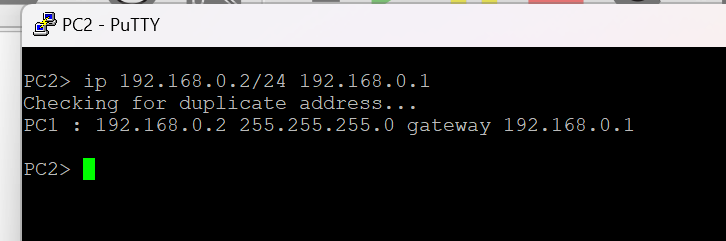 PC2 - PuTTY
PC2> ip 192.168.0.2/24 192.168.0.1
Checking for duplicate address...
PC1 : 192.168.0.2 255.255.255.0 gateway 192.168.0.1
PC2>